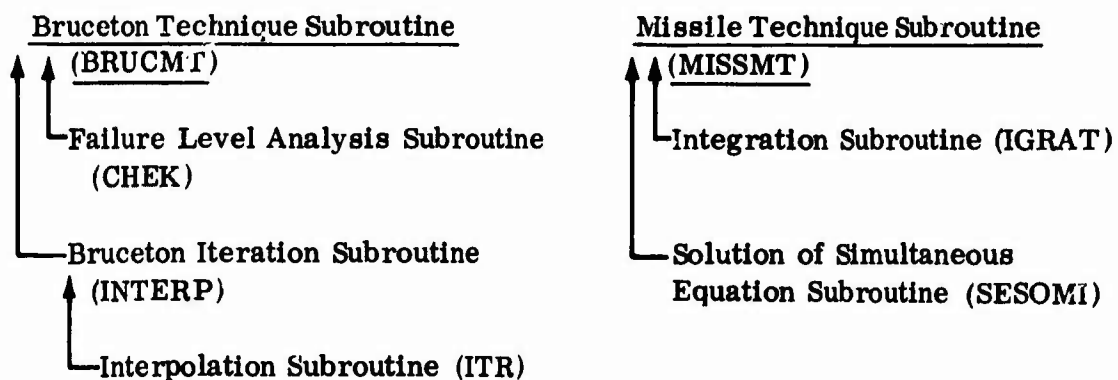 Bruceton Technique Subroutine
(BRUCMT)
Failure Level Analysis Subroutine
(CHEK)
Bruceton Iteration Subroutine
(INTERP)
Interpolation Subroutine (ITR)
Missile Technique Subroutine
(MISSMT)
Integration Subroutine (IGRAT)
Solution of Simultaneous
Equation Subroutine (SESOMI)